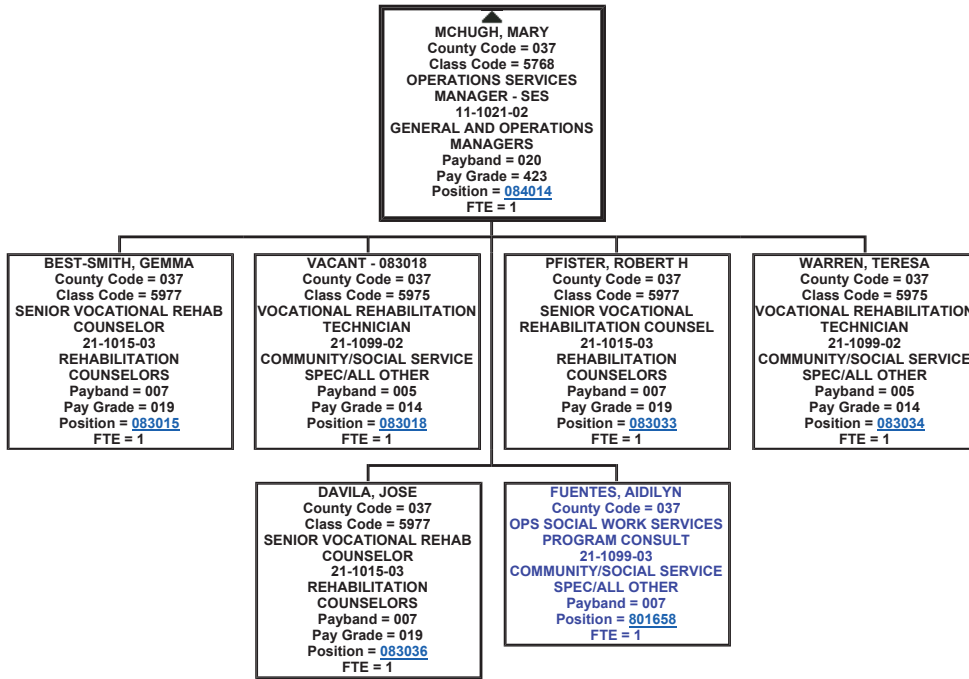 MCHUGH, MARY
County Code = 037
Class Code = 5768
OPERATIONS SERVICES
MANAGER - SES
11-1021-02
GENERAL AND OPERATIONS
MANAGERS
Payband = 020
Pay Grade = 423
Position = 084014
FTE = 1
BEST-SMITH, GEMMA
County Code = 037
Class Code = 5977
SENIOR VOCATIONAL REHAB
COUNSELOR
21-1015-03
REHABILITATION
COUNSELORS
Payband = 007
Pay Grade = 019
Position = 083015
FTE = 1
VACANT - 083018
County Code = 037
Class Code = 5975
VOCATIONAL REHABILITATION
TECHNICIAN
21-1099-02
COMMUNITY/SOCIAL SERVICE
SPEC/ALL OTHER
Payband = 005
Pay Grade = 014
Position = 083018
FTE = 1
PFISTER, ROBERT H
County Code = 037
Class Code = 5977
SENIOR VOCATIONAL
REHABILITATION COUNSEL
21-1015-03
REHABILITATION
COUNSELORS
Payband = 007
Pay Grade = 019
Position = 083033
FTE = 1
WARREN, TERESA
County Code = 037
Class Code = 5975
VOCATIONAL REHABILITATION
TECHNICIAN
21-1099-02
COMMUNITY/SOCIAL SERVICE
SPEC/ALL OTHER
Payband = 005
Pay Grade = 014
Position = 083034
FTE = 1
DAVILA, JOSE
County Code = 037
Class Code = 5977
SENIOR VOCATIONAL REHAB
COUNSELOR
21-1015-03
REHABILITATION
COUNSELORS
Payband = 007
Pay Grade = 019
Position = 083036
FTE = 1
FUENTES, AIDILYN
County Code = 037
OPS SOCIAL WORK SERVICES
PROGRAM CONSULT
21-1099-03
COMMUNITY/SOCIAL SERVICE
SPEC/ALL OTHER
Payband = 007
Position = 801658
FTE = 1